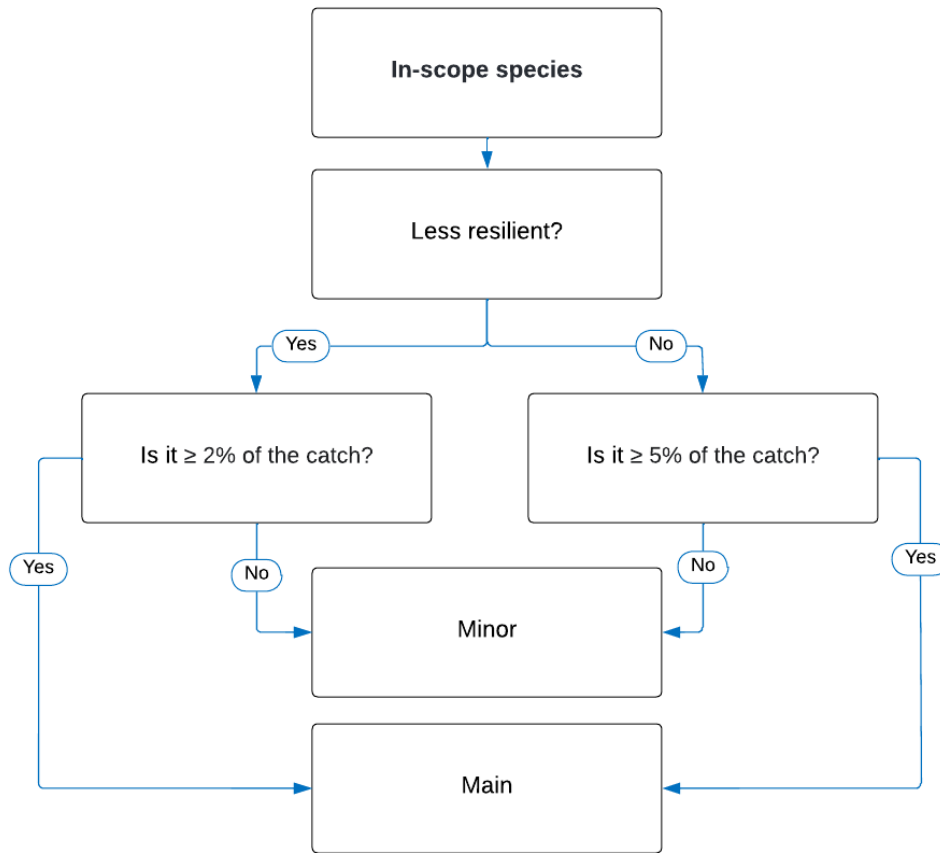 In-scope species
Less resilient?
Yes
No
Is it ≥ 2% of the catch?
Is it ≥ 5% of the catch?
Yes
No
No
Yes
Minor
Main